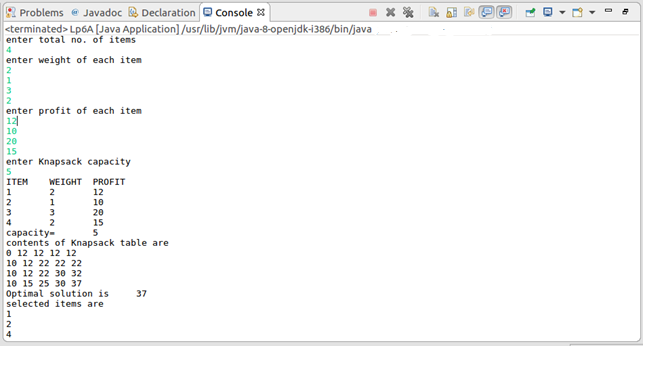 Problems Javadoc Declaration Console
<terminated> Lp6A [Java Application] /usr/lib/jvm/java-8-openjdk-i386/bin/java
enter total no. of items
4
enter weight of each item
2
1
3
2
enter profit of each item
12
10
20
15
enter Knapsack capacity
5
ITEM WEIGHT PROFIT
1 2 12
2 1 10
3 3 20
4 2 15
capacity= 5
contents of Knapsack table are
0 12 12 12 12
10 12 22 22 22
10 12 22 30 32
10 15 25 30 37
Optimal solution is 37
selected items are
1
2
4